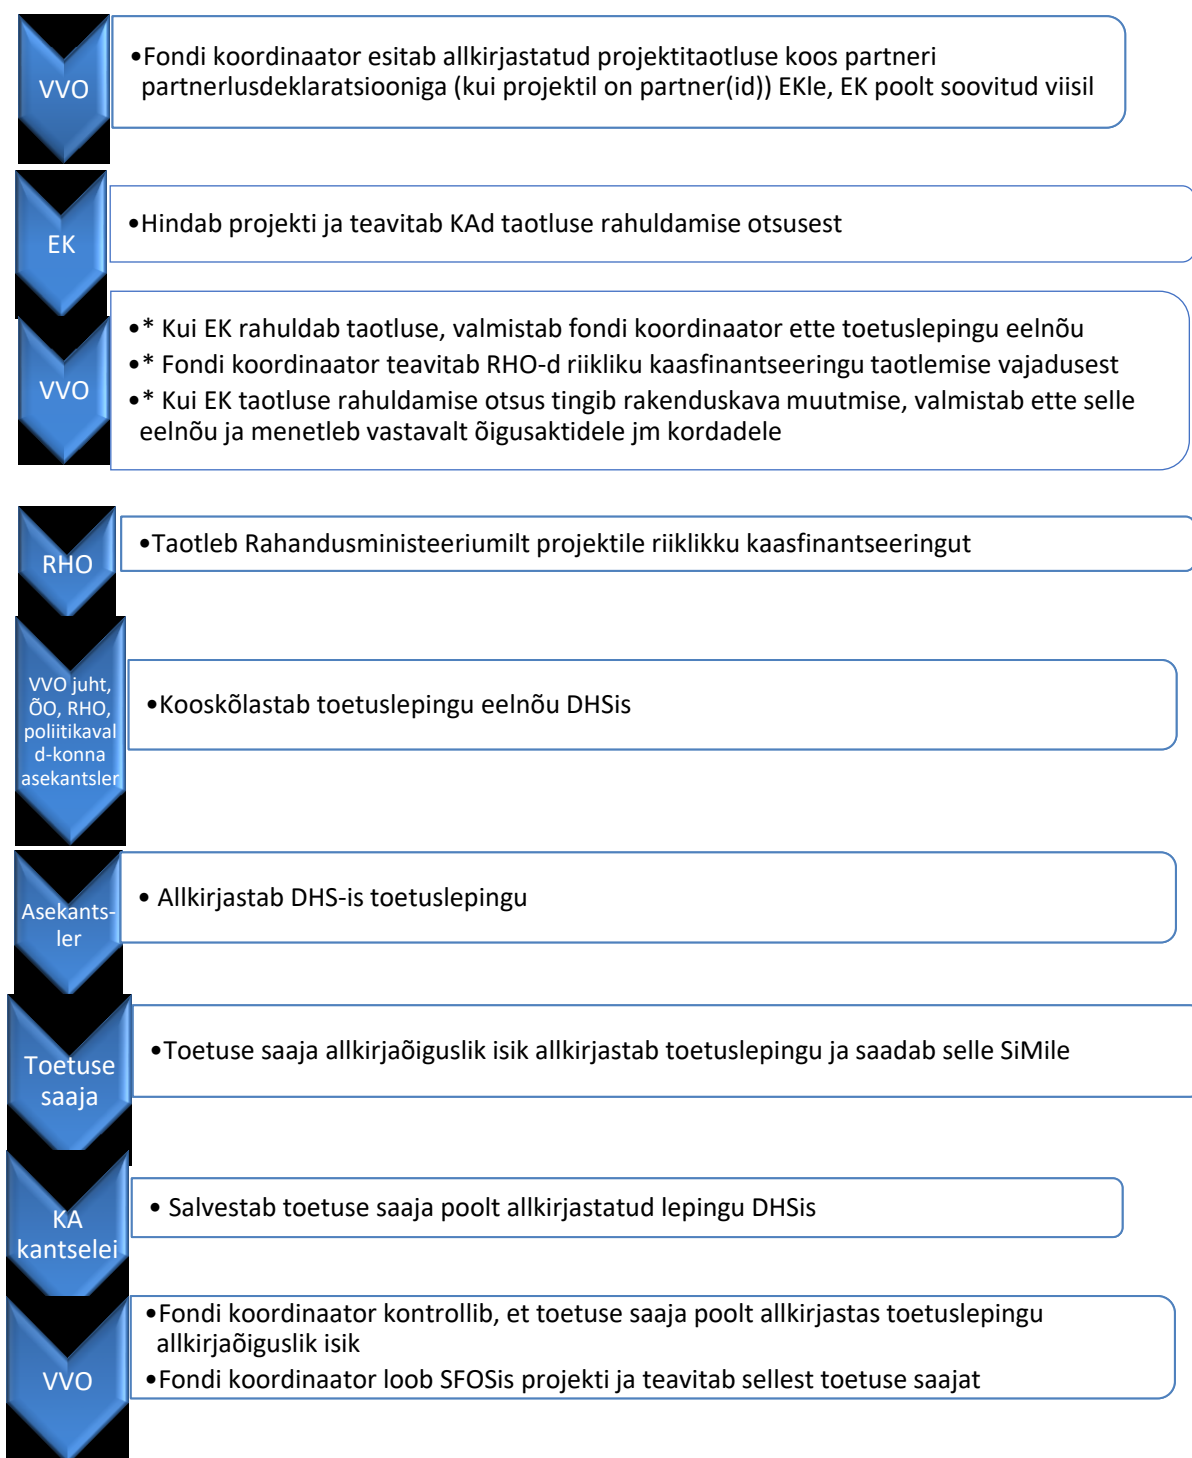 VVO
•Fondi koordinaator esitab allkirjastatud projektitaotluse koos partneri
partnerlusdeklaratsiooniga (kui projektil on partner(id)) EKle, EK poolt soovitud viisil
EK
•Hindab projekti ja teavitab KAd taotluse rahuldamise otsusest
VVO
•* Kui EK rahuldab taotluse, valmistab fondi koordinaator ette toetuslepingu eelnõu
•* Fondi koordinaator teavitab RHO-d riikliku kaasfinantseeringu taotlemise vajadusest
•* Kui EK taotluse rahuldamise otsus tingib rakenduskava muutmise, valmistab ette selle
eelnõu ja menetleb vastavalt õigusaktidele jm kordadele
RHO
•Taotleb Rahandusministeeriumilt projektile riiklikku kaasfinantseeringut
VVO juht,
ÕO, RHO,
poliitikaval
d-konna
asekantsler
•Kooskõlastab toetuslepingu eelnõu DHSis
Asekants-
ler
• Allkirjastab DHS-is toetuslepingu
Toetuse
saaja
•Toetuse saaja allkirjaõiguslik isik allkirjastab toetuslepingu ja saadab selle SiMile
KA
kantselei
• Salvestab toetuse saaja poolt allkirjastatud lepingu DHSis
VVO
•Fondi koordinaator kontrollib, et toetuse saaja poolt allkirjastas toetuslepingu
allkirjaõiguslik isik
•Fondi koordinaator loob SFOSis projekti ja teavitab sellest toetuse saajat